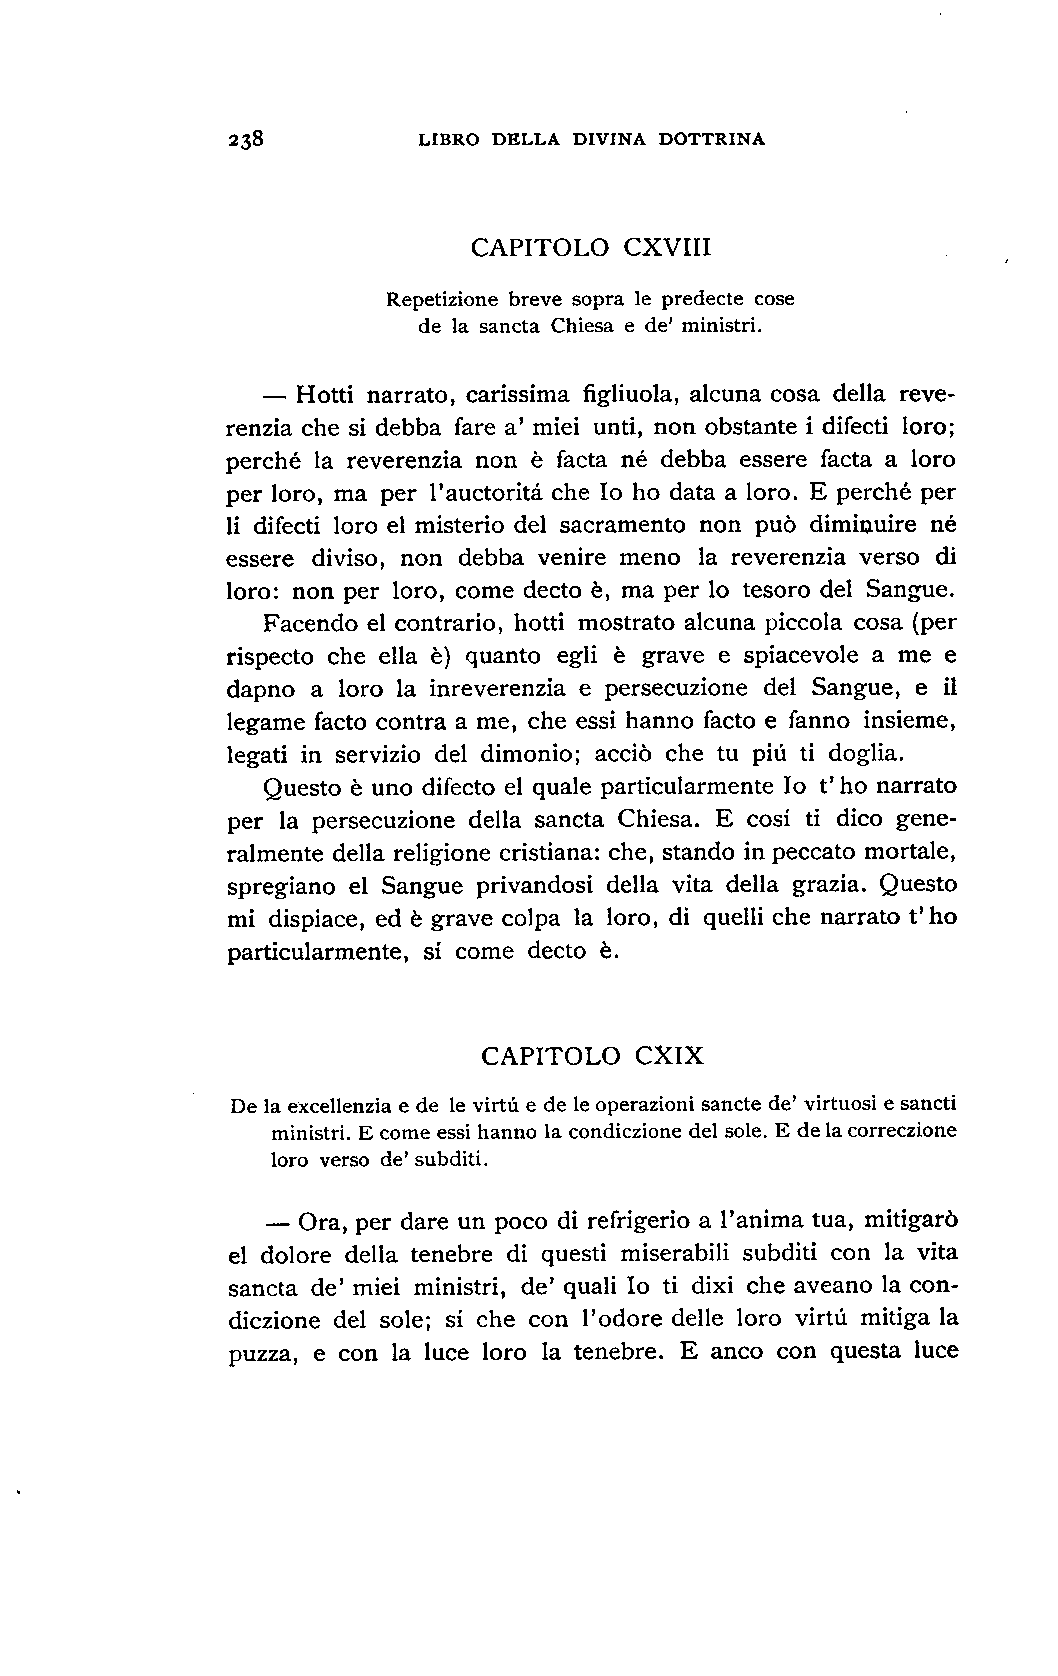 238 LIBRO DELLA DIVINA DOTTRINA
CAPITOLO CXVIII
Repetizione breve sopra le predecte cose
de la sancta Chiesa e de' ministri.
— Hotti narrato, carissima figliuola, alcuna cosa della reve-
renzia che si debba fare a' miei unti, non obstante i difecti loro;
perché la reverenzia non è facta né debba essere facta a loro
per loro, ma per l'auctoritá che Io ho data a loro. E perché per
li difecti loro el misterio del sacramento non può diminuire né
essere diviso, non debba venire meno la reverenzia verso di
loro: non per loro, come decto è, ma per lo tesoro del Sangue.
Facendo el contrario, hotti mostrato alcuna piccola cosa (per
rispecto che ella è) quanto egli è grave e spiacevole a me e
dapno a loro la inreverenzia e persecuzione del Sangue, e il
legame facto contra a me, che essi hanno facto e fanno insieme,
legati in servizio del dimonio; acciò che tu piú ti doglia.
Questo è uno difecto el quale particularmente Io t' ho narrato
per la persecuzione della sancta Chiesa. E cosí ti dico gene-
ralmente della religione cristiana: che, stando in peccato mortale,
spregiano el Sangue privandosi della vita della grazia. Questo
mi dispiace, ed è grave colpa la loro, di quelli che narrato t' ho
particularmente, sí come decto è.
CAPITOLO CXIX
De la excellenzia e de le virtú e de le operazioni sancte de' virtuosi e sancti
ministri. E come essi hanno la condiczione del sole. E de la correczione
loro verso de' subditi.
— Ora, per dare un poco di refrigerio a l'anima tua, mitigarò
el dolore della tenebre di questi miserabili subditi con la vita
sancta de' miei ministri, de' quali Io ti dixi che aveano la con-
diczione del sole; sí che con l'odore delle loro virtú mitiga la
puzza, e con la luce loro la tenebre. E anco con questa luce